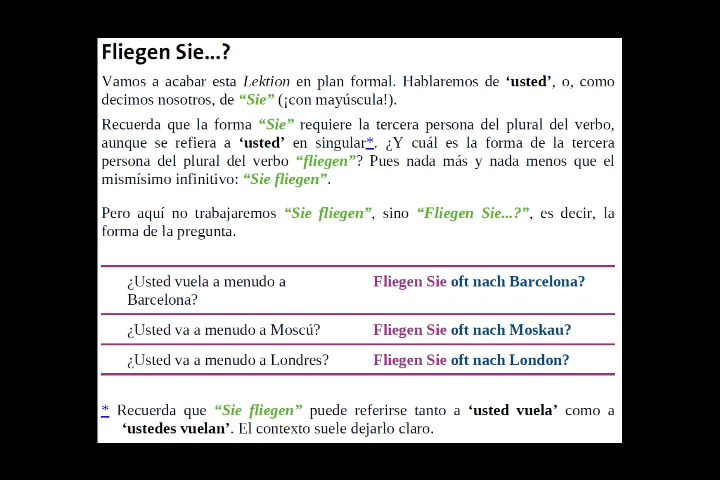 Fliegen Sie...?
Vamos a acabar esta Lektion en plan formal. Hablaremos de ‘usted’, o, como
decimos nosotros, de “Sie” (¡con mayúscula!).
Recuerda que la forma “Sie” requiere la tercera persona del plural del verbo,
aunque se refiera a ‘usted’ en singular*. ¿Y cuál es la forma de la tercera
persona del plural del verbo “fliegen”? Pues nada más y nada menos que el
mismísimo infinitivo: “Sie fliegen”.
Pero aquí no trabajaremos “Sie fliegen”, sino “Fliegen Sie...?”, es decir, la
forma de la pregunta.
¿Usted vuela a menudo a
Barcelona?
Fliegen Sie oft nach Barcelona?
¿Usted va a menudo a Moscú?
Fliegen Sie oft nach Moskau?
¿Usted va a menudo a Londres?
Fliegen Sie oft nach London?
* Recuerda que “Sie fliegen” puede referirse tanto a ‘usted vuela’ como a
‘ustedes vuelan’. El contexto suele dejarlo claro.